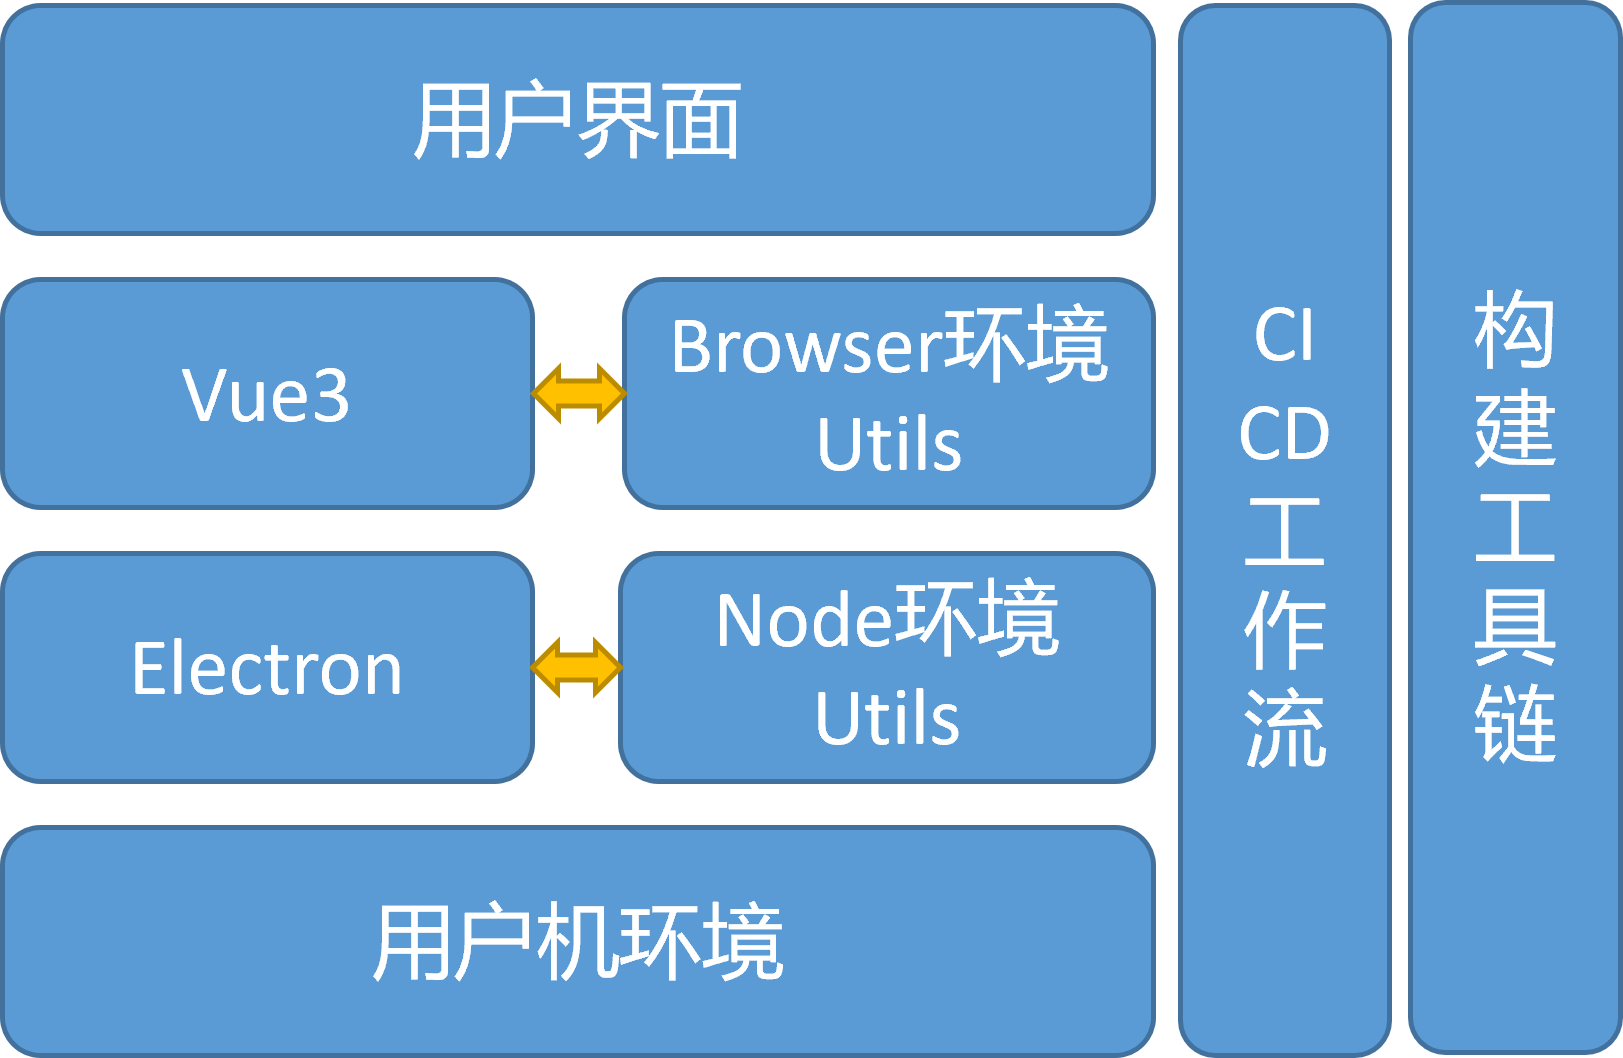 用户界面
Vue3
Browser环境
Utils
Electron
Node环境
Utils
用户机环境
CI
CD
工
作
流
构
建
工
具
链